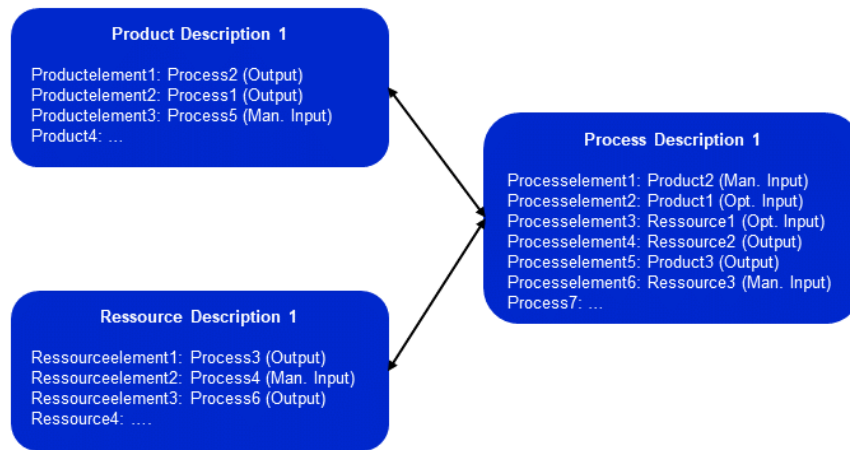 Product Description 1
Productelement1: Process2 (Output)
Productelement2: Process1 (Output)
Productelement3: Process5 (Man. Input)
Product4: ...
Process Description 1
Processelement1: Product2 (Man. Input)
Processelement2: Product1 (Opt. Input)
Processelement3: Ressource1 (Opt. Input)
Processelement4: Ressource2 (Output)
Processelement5: Product3 (Output)
Processelement6: Ressource3 (Man. Input)
Process7: ...
Ressource Description 1
Ressourceelement1: Process3 (Output)
Ressourceelement2: Process4 (Man. Input)
Ressourceelement3: Process6 (Output)
Ressource4: ....